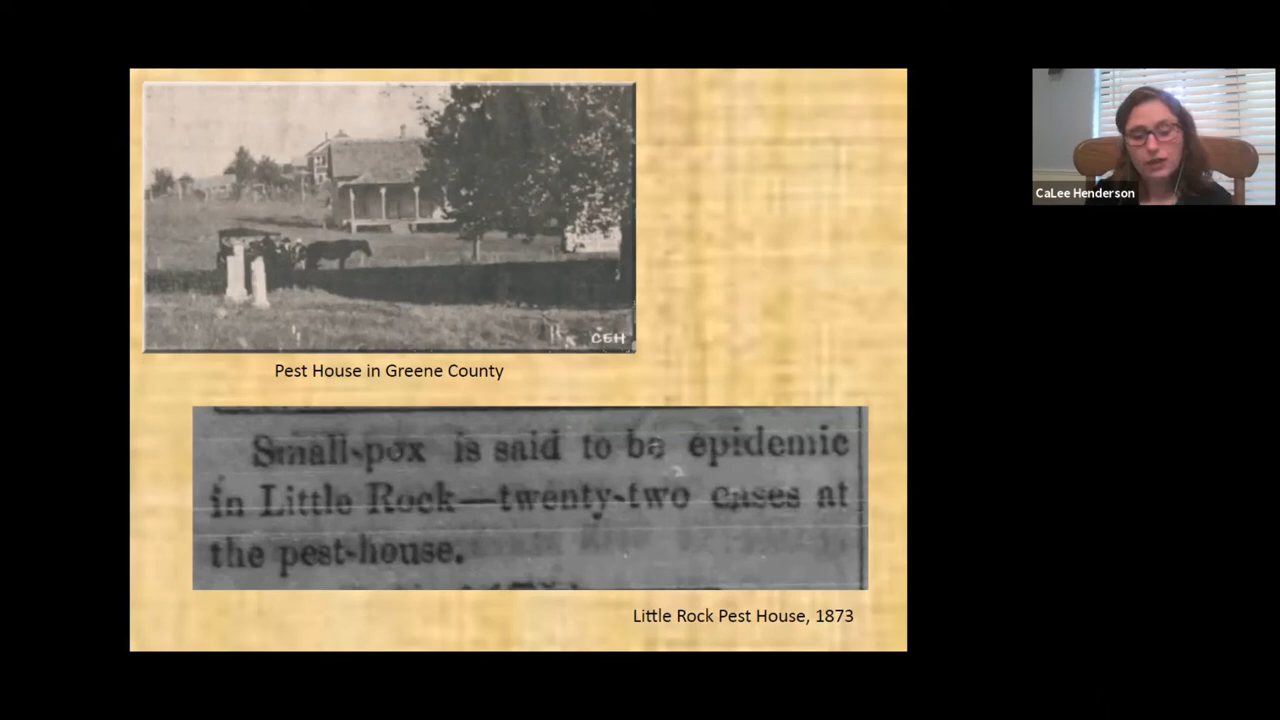 CEH
Pest House in Greene County
Small-pox is said to be epidemic
in Little Rock—twenty-two cases at
the pest-house.
Little Rock Pest House, 1873
CaLee Henderson